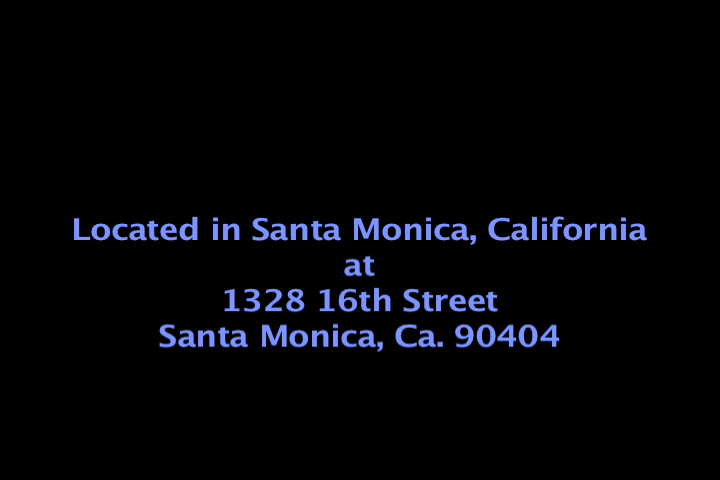 Located in Santa Monica, California
at
1328 16th Street
Santa Monica, Ca. 90404